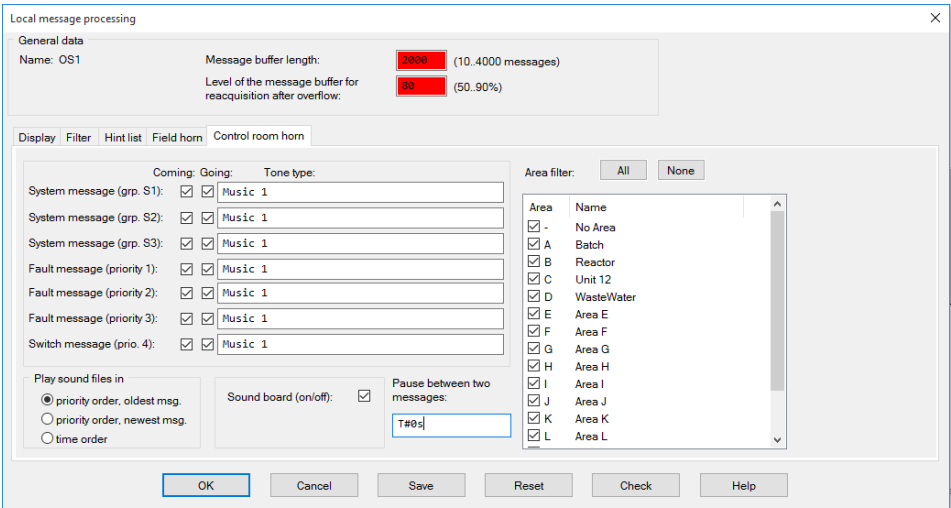 Local message processing
General data
Name: OS1
Message buffer length: 2000 (10..4000 messages)
Level of the message buffer for
reacquisition after overflow: 80 (50..90%)
Display Filter Hint list Field horn Control room horn
Coming: Going: Tone type:
System message (grp. S1): Music 1
System message (grp. S2): Music 1
System message (grp. S3): Music 1
Fault message (priority 1): Music 1
Fault message (priority 2): Music 1
Fault message (priority 3): Music 1
Switch message (prio. 4): Music 1
Play sound files in
priority order, oldest msg.
priority order, newest msg.
time order
Sound board (on/off):
Pause between two
messages:
T#0s
Area filter: All None
Area Name
- No Area
A Batch
B Reactor
C Unit 12
D WasteWater
E Area E
F Area F
G Area G
H Area H
I Area I
J Area J
K Area K
L Area L
OK Cancel Save Reset Check Help